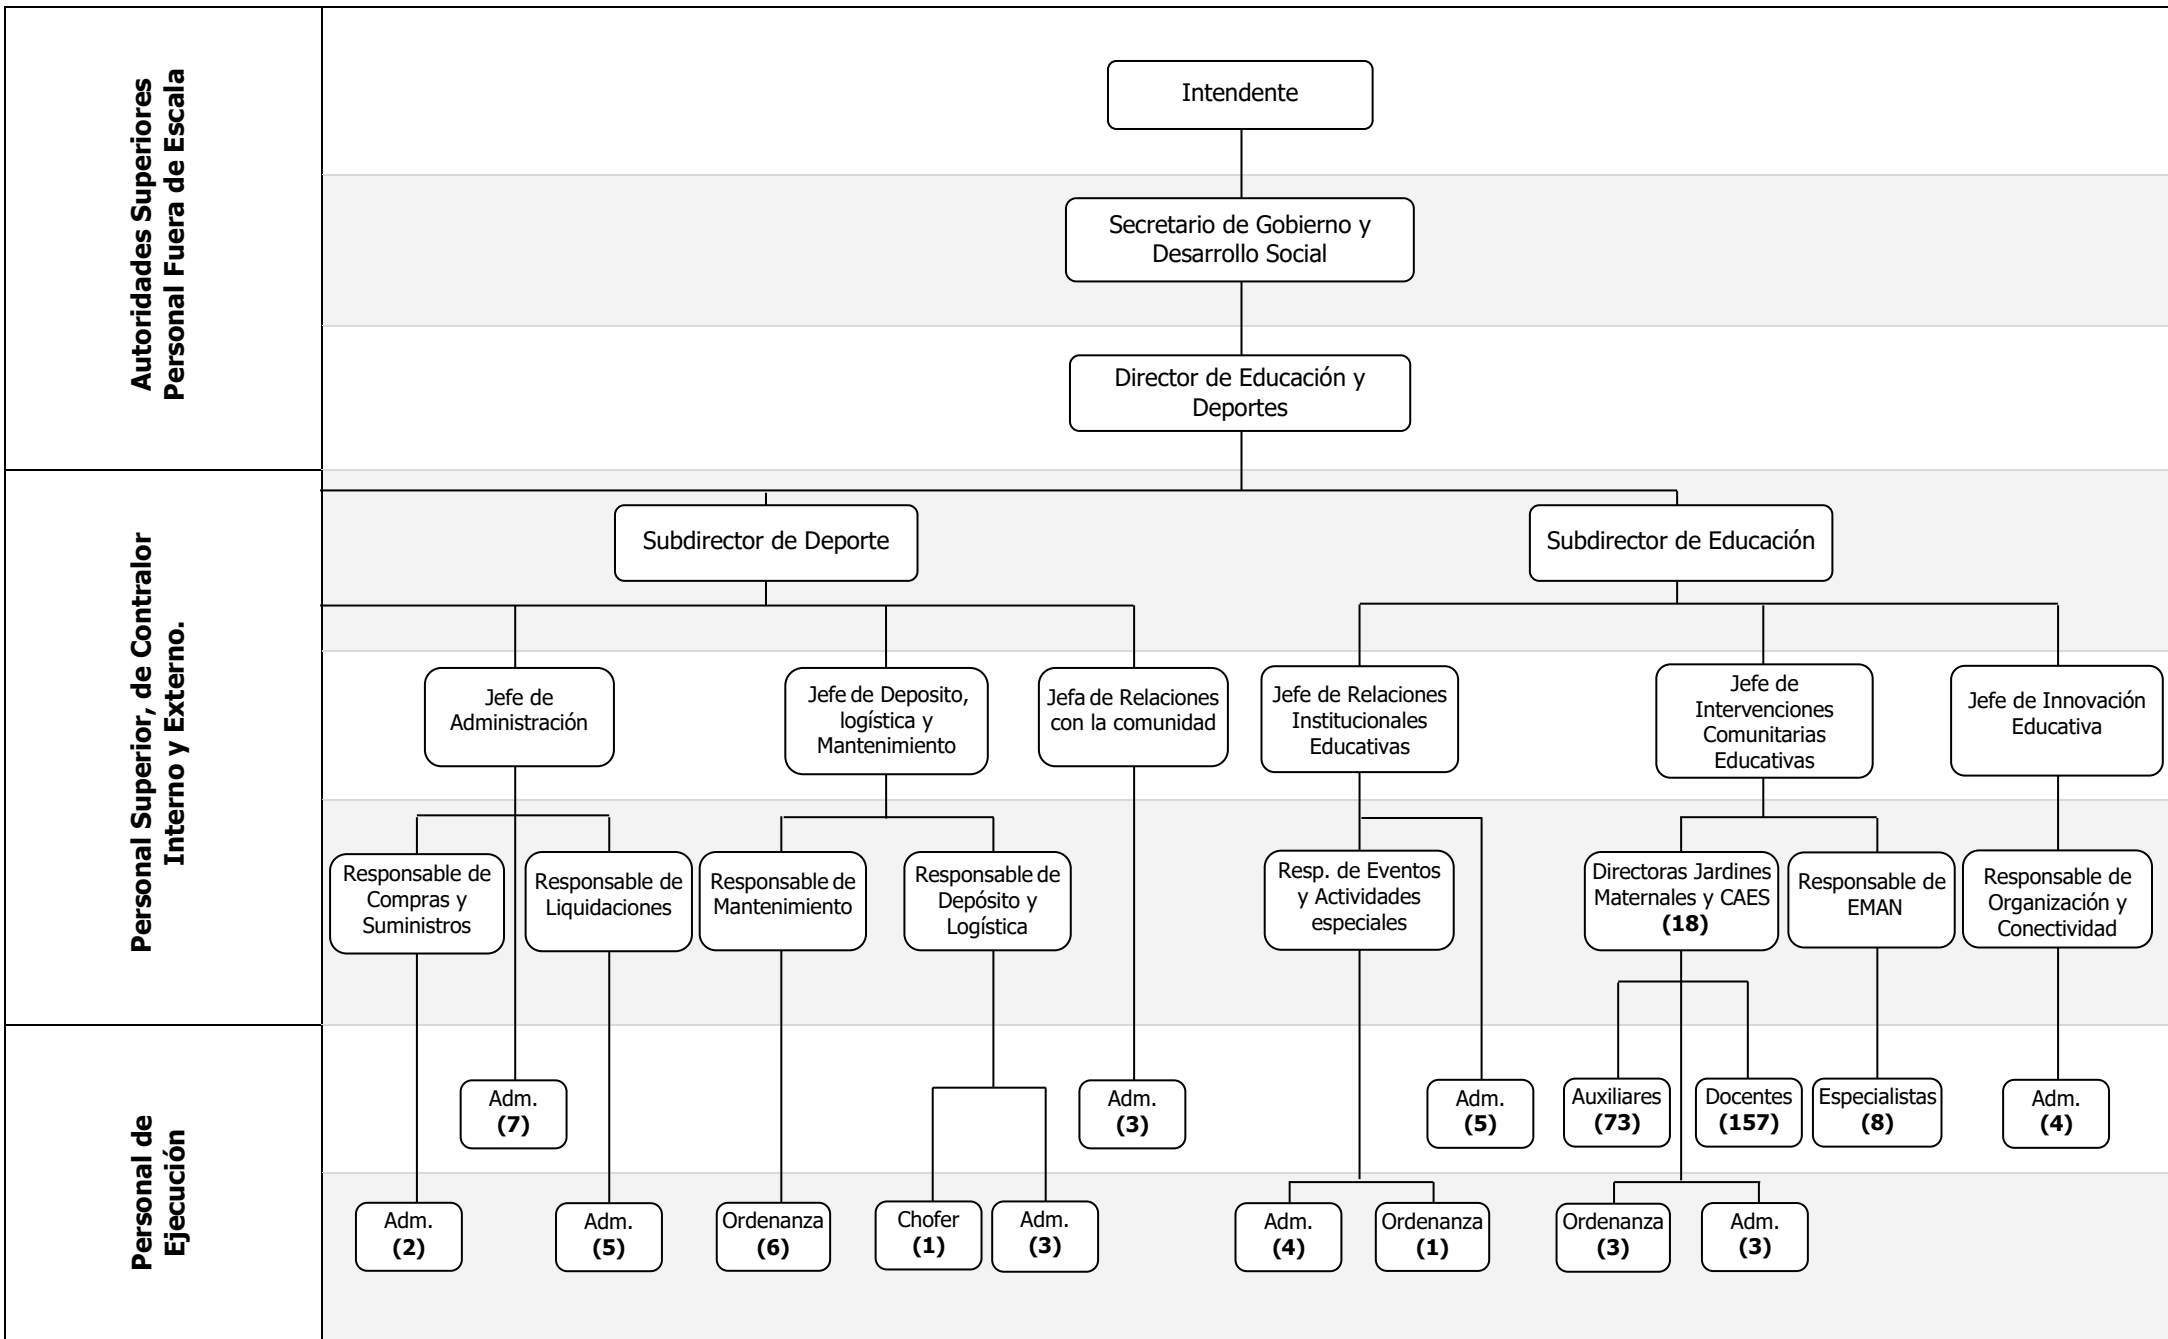 Autoridades Superiores
Personal Fuera de Escala
Intendente
Secretario de Gobierno y
Desarrollo Social
Director de Educación y
Deportes
Personal Superior, de Contralor
Interno y Externo.
Subdirector de Deporte
Subdirector de Educación
Jefe de
Administración
Jefe de Deposito,
logística y
Mantenimiento
Jefa de Relaciones
con la comunidad
Jefe de Relaciones
Institucionales
Educativas
Jefe de
Intervenciones
Comunitarias
Educativas
Jefe de Innovación
Educativa
Responsable de
Compras y
Suministros
Responsable de
Liquidaciones
Responsable de
Mantenimiento
Responsable de
Depósito y
Logística
Resp. de Eventos
y Actividades
especiales
Directoras Jardines
Maternales y CAES
(18)
Responsable de
EMAN
Responsable de
Organización y
Conectividad
Personal de
Ejecución
Adm.
(7)
Adm.
(3)
Adm.
(5)
Auxiliares
(73)
Docentes
(157)
Especialistas
(8)
Adm.
(4)
Adm.
(2)
Adm.
(5)
Ordenanza
(6)
Chofer
(1)
Adm.
(3)
Adm.
(4)
Ordenanza
(1)
Ordenanza
(3)
Adm.
(3)